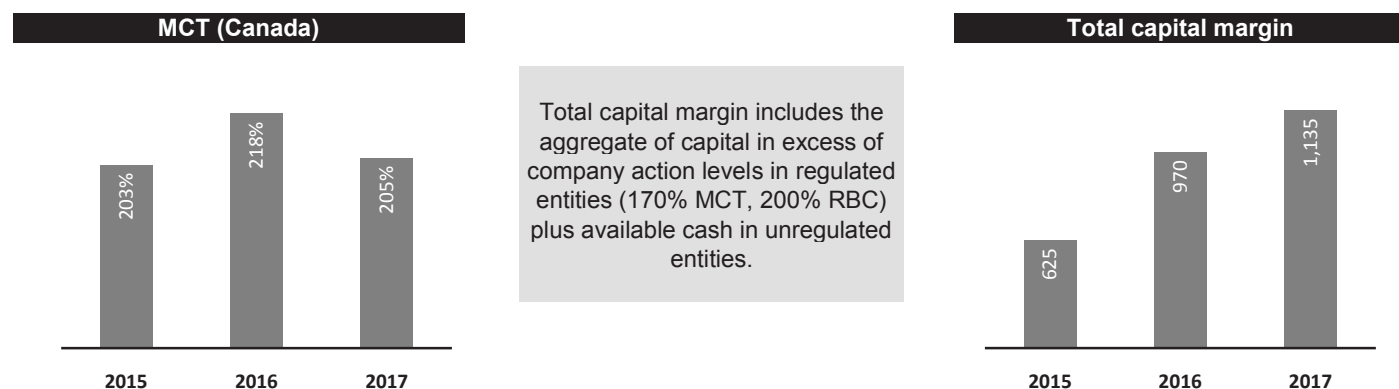 MCT (Canada)
203%
218%
205%
2015 2016 2017
Total capital margin includes the
aggregate of capital in excess of
company action levels in regulated
entities (170% MCT, 200% RBC)
plus available cash in unregulated
entities.
Total capital margin
625
970
1,135
2015 2016 2017